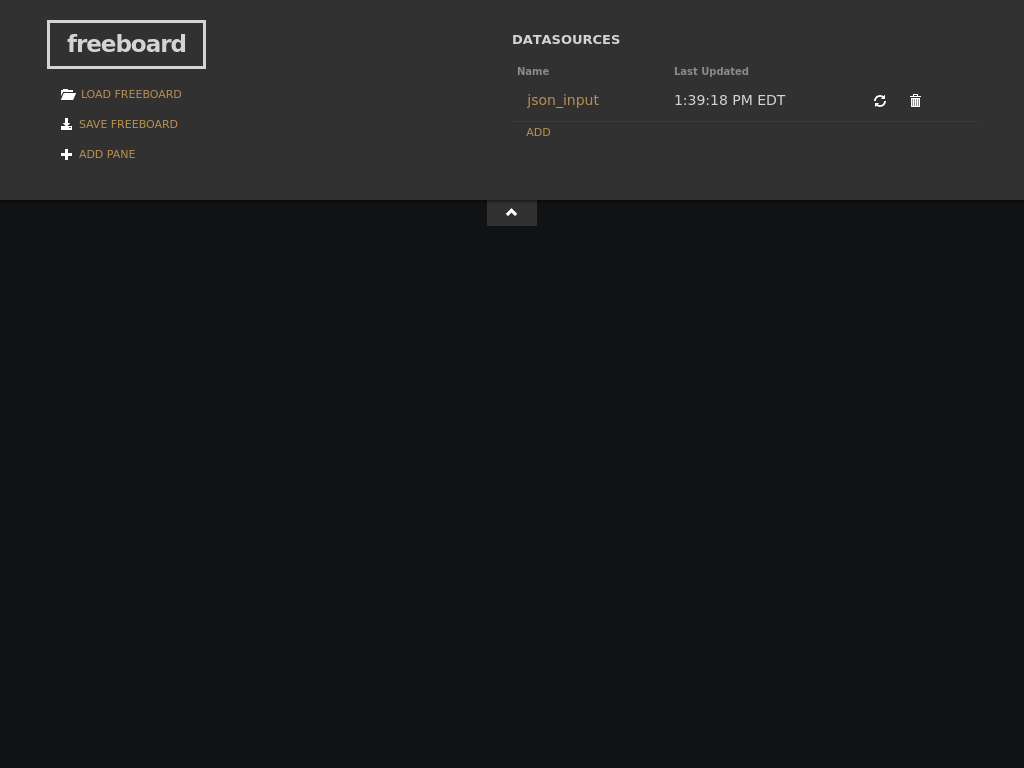 freeboard
LOAD FREEBOARD
SAVE FREEBOARD
ADD PANE
DATASOURCES
Name Last Updated
json_input 1:39:18 PM EDT
ADD